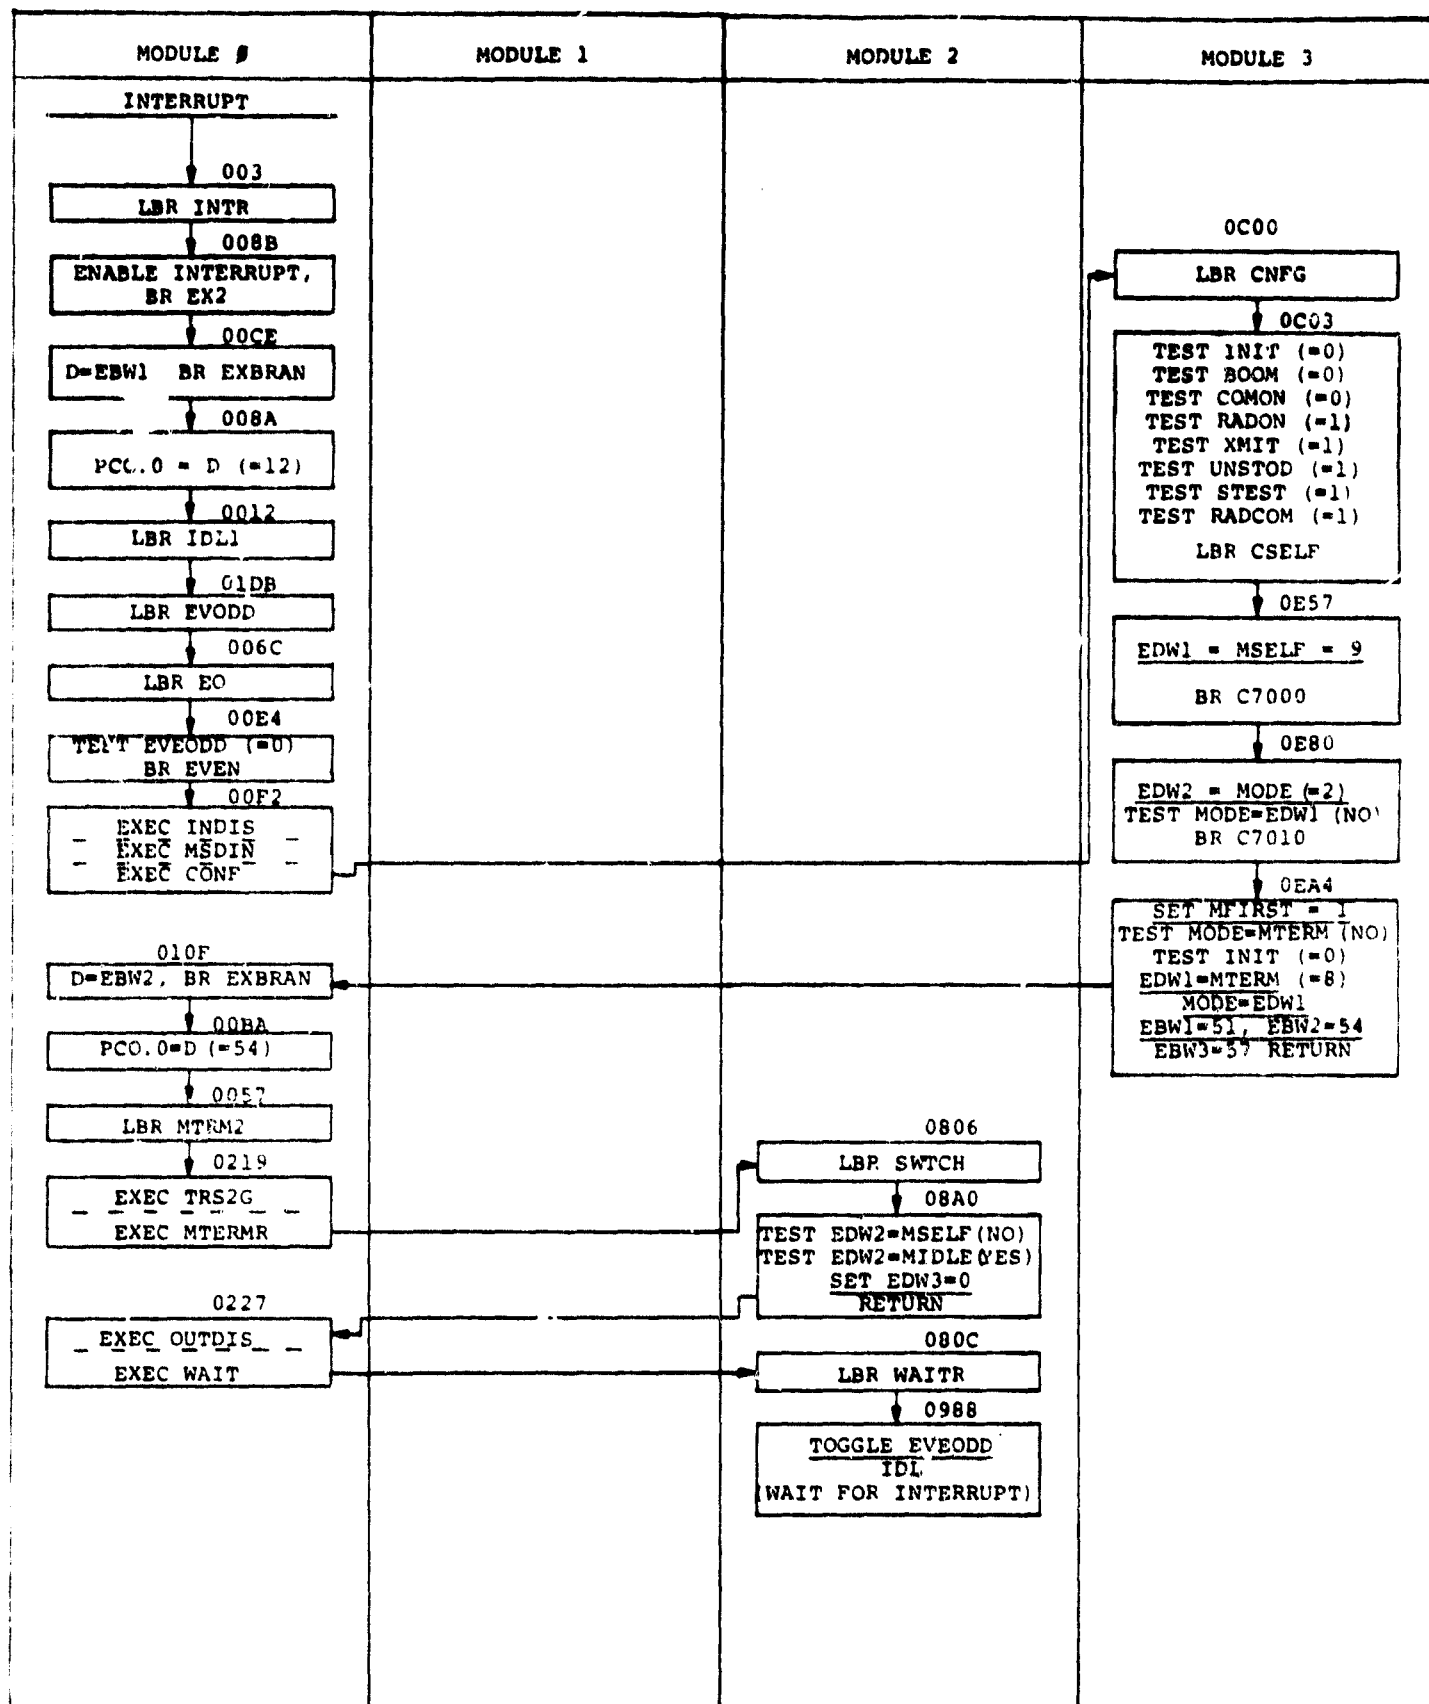 MODULE 0
MODULE 1
MODULE 2
MODULE 3
INTERRUPT
003
LBR INTR
008B
ENABLE INTERRUPT,
BR EX2
00CE
D=EBW1 BR EXBRAN
008A
PC0.0 = D (=12)
0012
LBR IDL1
01DB
LBR EVODD
006C
LBR EO
00E4
TEST EVEODD (=0)
BR EVEN
00F2
EXEC INDIS
EXEC MSDIN
EXEC CONF
0C00
LBR CNFG
0C03
TEST INIT (=0)
TEST BOOM (=0)
TEST COMON (=0)
TEST RADON (=1)
TEST XMIT (=1)
TEST UNSTOD (=1)
TEST STEST (=1)
TEST RADCOM (=1)
LBR CSELF
0E57
EDW1 = MSELF = 9
BR C7000
0E80
EDW2 = MODE (=2)
TEST MODE=EDW1 (NO)
BR C7010
0EA4
SET MFIRST = 1
TEST MODE=MTERM (NO)
TEST INIT (=0)
EDW1=MTERM (=8)
MODE=EDW1
EBW1=51, EBW2=54
EBW3=57 RETURN
010F
D=EBW2, BR EXBRAN
00BA
PC0.0=D (=54)
0057
LBR MTRM2
0219
EXEC TRS2G
EXEC MTERMR
0806
LBR SWTCH
08A0
TEST EDW2=MSELF (NO)
TEST EDW2=MIDLE (YES)
SET EDW3=0
RETURN
0227
EXEC OUTDIS
EXEC WAIT
080C
LBR WAITR
0988
TOGGLE EVEODD
IDL
(WAIT FOR INTERRUPT)